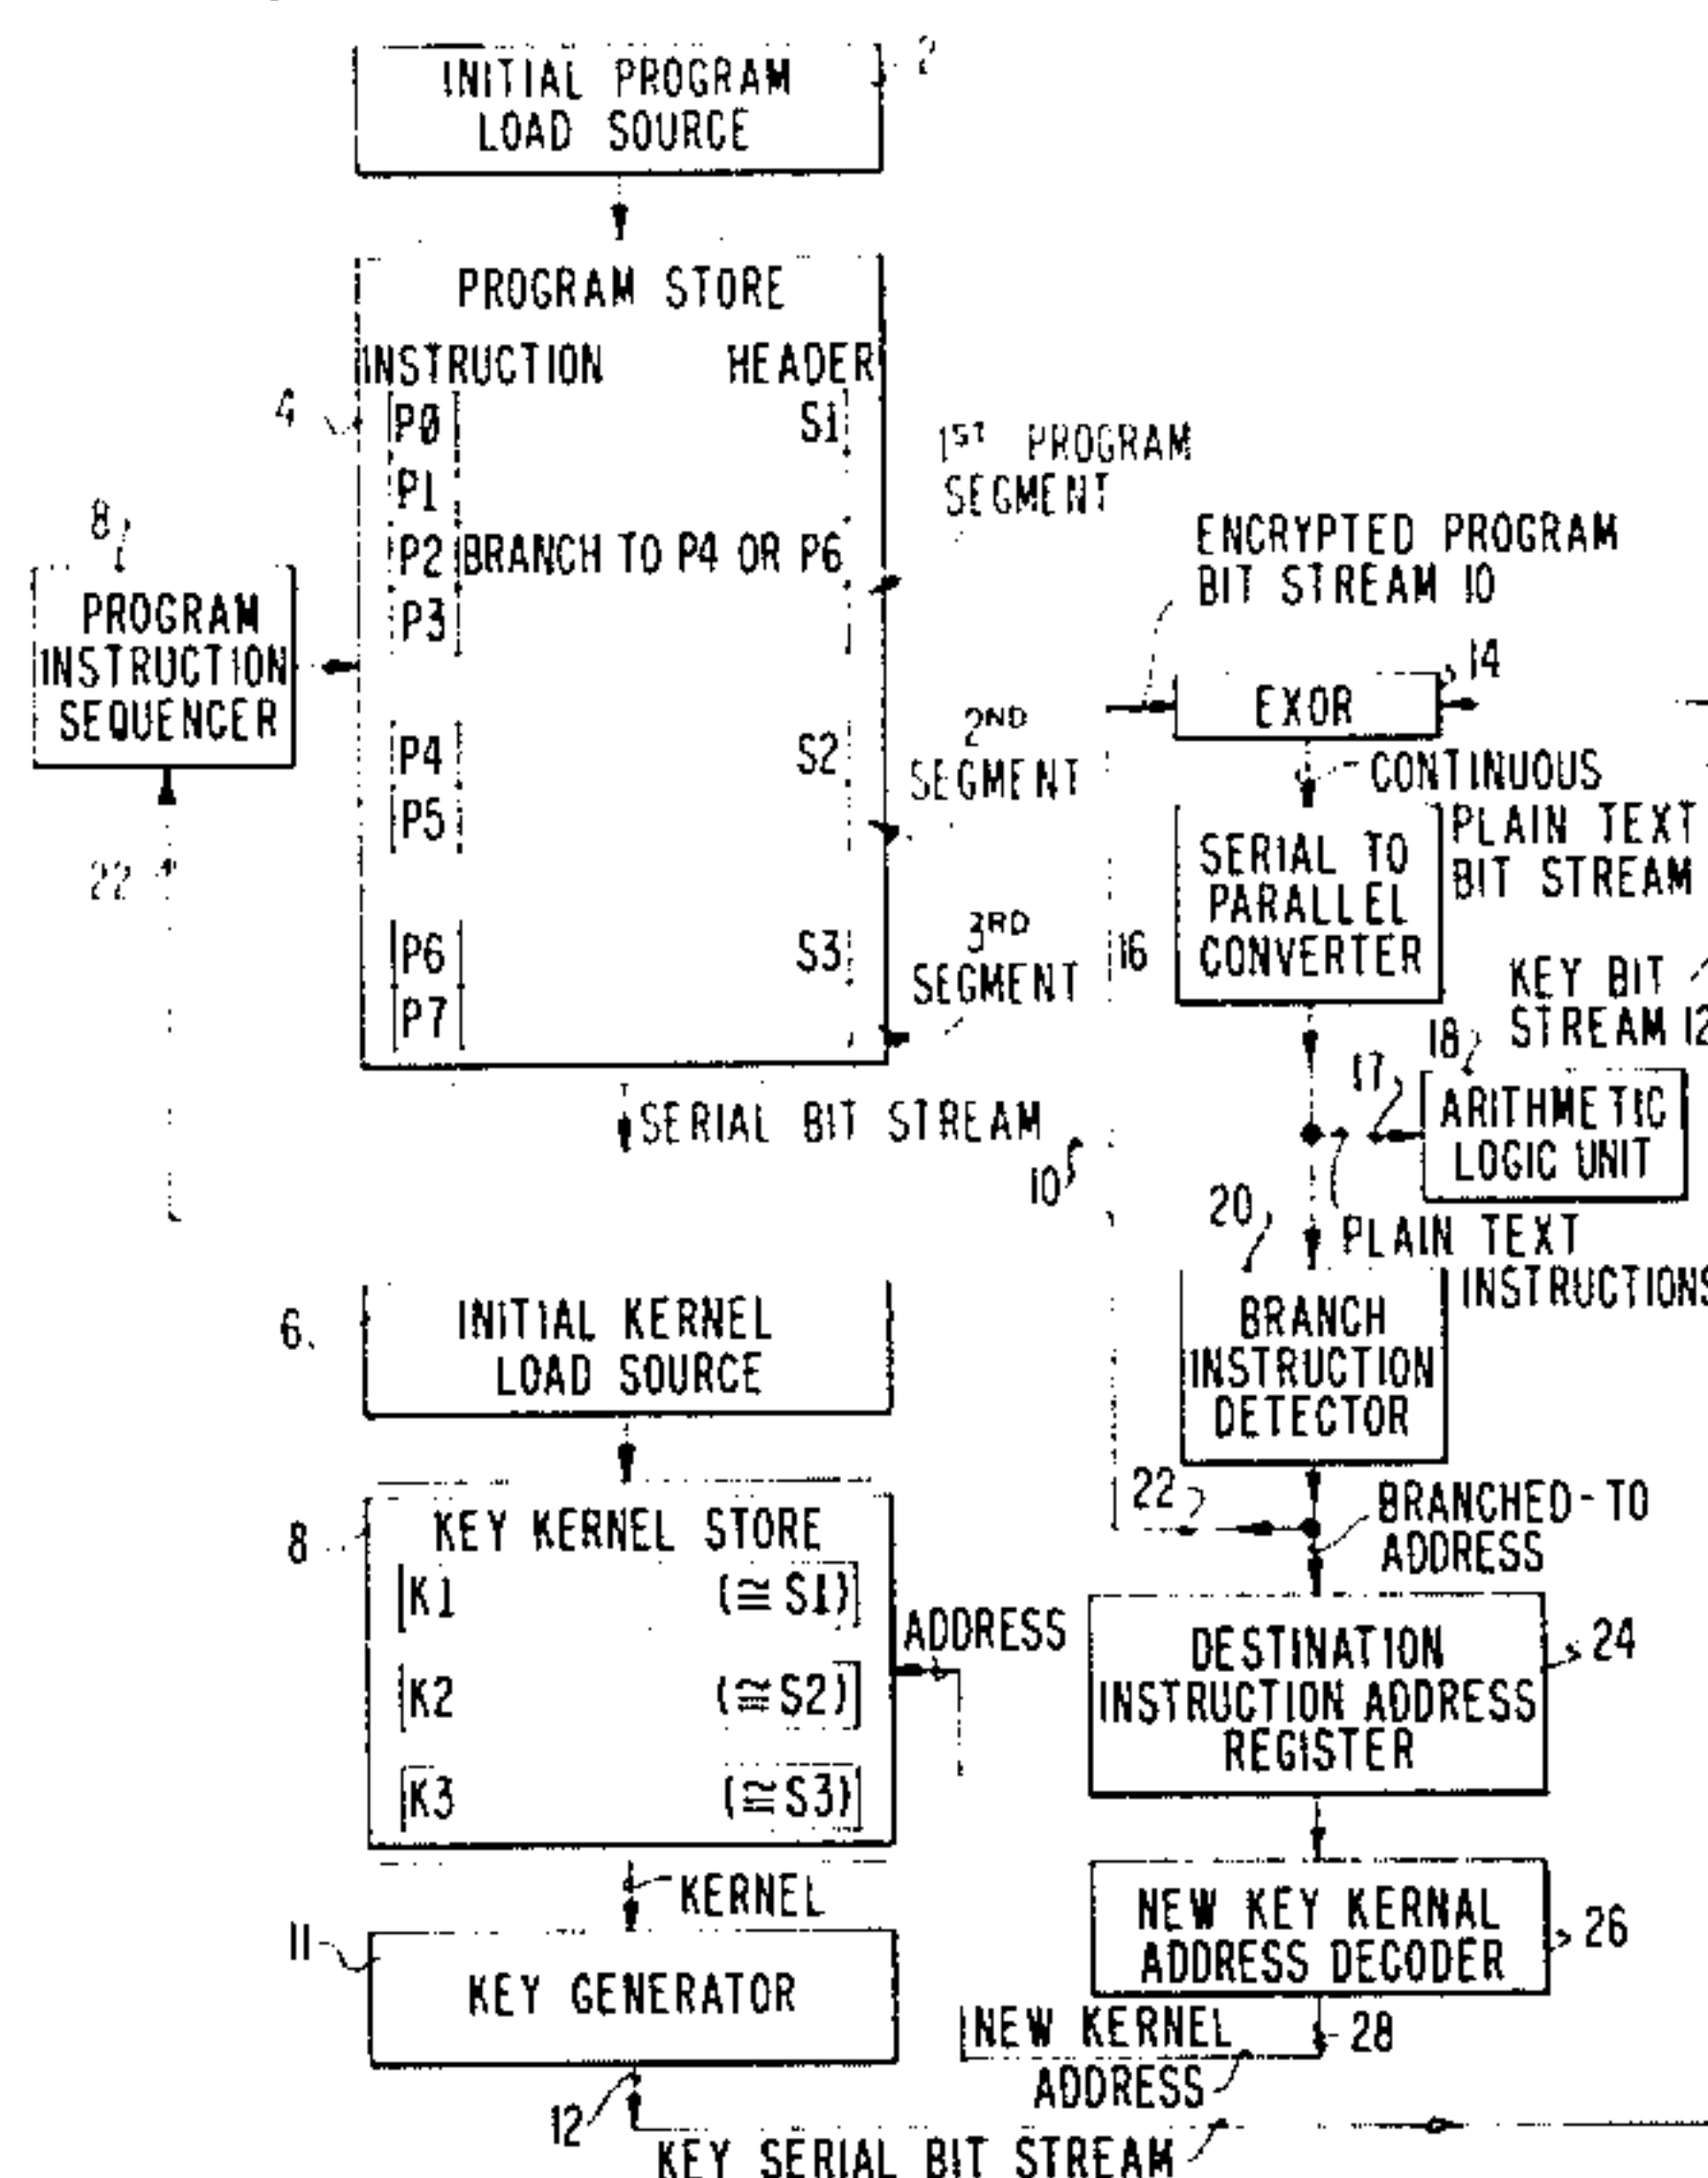 2
INITIAL PROGRAM
LOAD SOURCE
PROGRAM STORE
INSTRUCTION HEADER
4
P0 S1
P1
P2 BRANCH TO P4 OR P6
P3
1ST PROGRAM
SEGMENT
8
PROGRAM
INSTRUCTION
SEQUENCER
22
P4 S2
P5
2ND
SEGMENT
P6 S3
P7
3RD
SEGMENT
SERIAL BIT STREAM
10
ENCRYPTED PROGRAM
BIT STREAM 10
EXOR
14
CONTINUOUS
PLAIN TEXT
BIT STREAM
16
SERIAL TO
PARALLEL
CONVERTER
KEY BIT
STREAM 12
18
17
ARITHMETIC
LOGIC UNIT
20
PLAIN TEXT
INSTRUCTIONS
BRANCH
INSTRUCTION
DETECTOR
22
BRANCHED-TO
ADDRESS
6
INITIAL KERNEL
LOAD SOURCE
8
KEY KERNEL STORE
K1 (≅ S1)
K2 (≅ S2)
K3 (≅ S3)
ADDRESS
DESTINATION
INSTRUCTION ADDRESS
REGISTER
24
KERNEL
11
KEY GENERATOR
NEW KEY KERNAL
ADDRESS DECODER
26
NEW KERNEL
ADDRESS
28
12
KEY SERIAL BIT STREAM